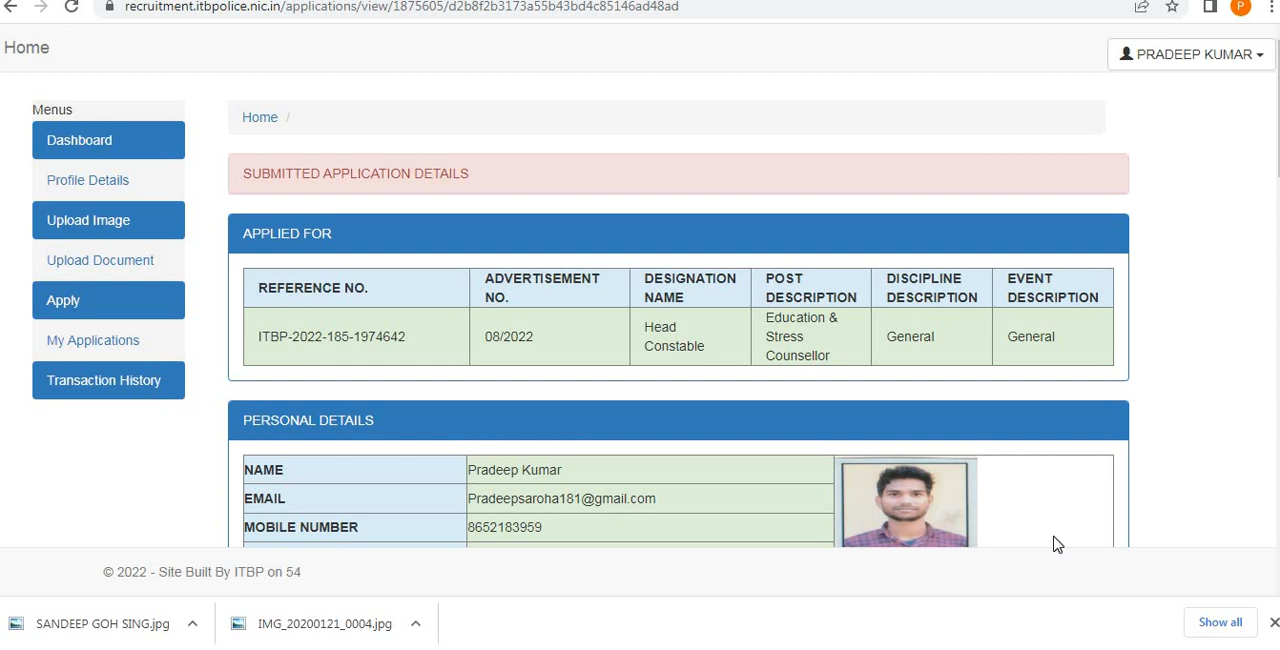 recruitment.itbpolice.nic.in/applications/view/1875605/d2b8f2b3173a55b43bd4c85146ad48ad
P
Home
PRADEEP KUMAR
Menus
Dashboard
Profile Details
Upload Image
Upload Document
Apply
My Applications
Transaction History
Home /
SUBMITTED APPLICATION DETAILS
APPLIED FOR
REFERENCE NO.
ADVERTISEMENT
NO.
DESIGNATION
NAME
POST
DESCRIPTION
DISCIPLINE
DESCRIPTION
EVENT
DESCRIPTION
ITBP-2022-185-1974642
08/2022
Head
Constable
Education &
Stress
Counsellor
General
General
PERSONAL DETAILS
NAME Pradeep Kumar
EMAIL Pradeepsaroha181@gmail.com
MOBILE NUMBER 8652183959
© 2022 - Site Built By ITBP on 54
SANDEEP GOH SING.jpg
IMG_20200121_0004.jpg
Show all